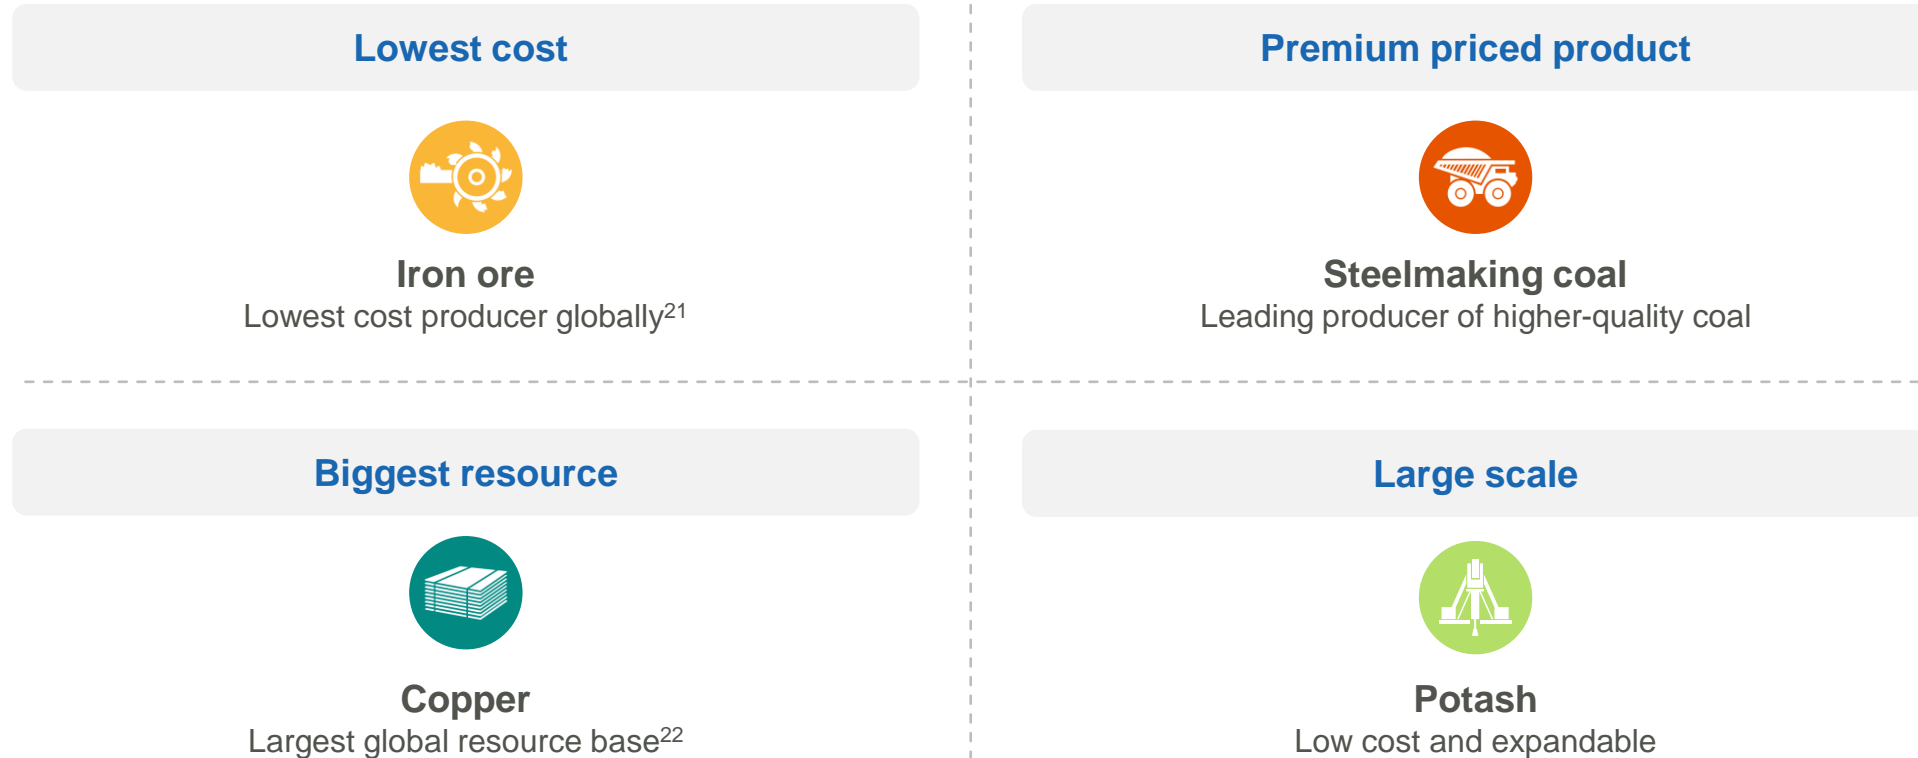 Lowest cost
Iron ore
Lowest cost producer globally21
Premium priced product
Steelmaking coal
Leading producer of higher-quality coal
Biggest resource
Copper
Largest global resource base22
Large scale
Potash
Low cost and expandable